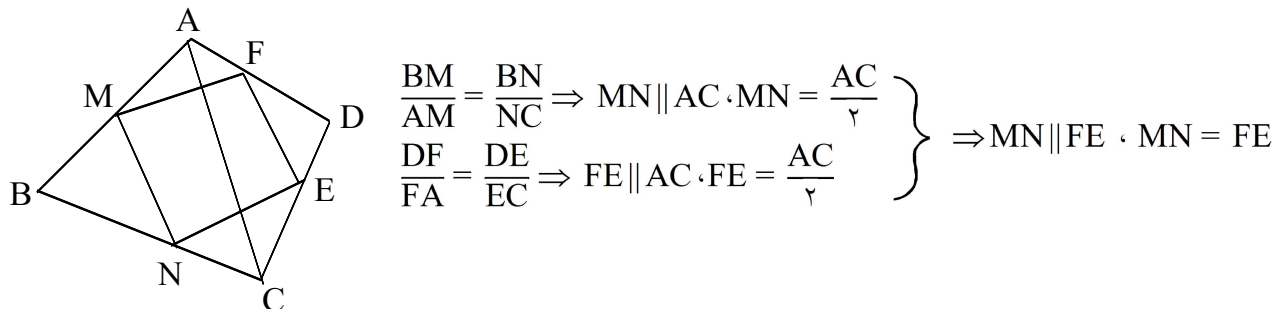 A
F
M
D
B
E
N
C
BM/AM = BN/NC ⇒ MN∥AC ، MN = AC/۲
DF/FA = DE/EC ⇒ FE∥AC ، FE = AC/۲
} ⇒ MN∥FE ، MN = FE